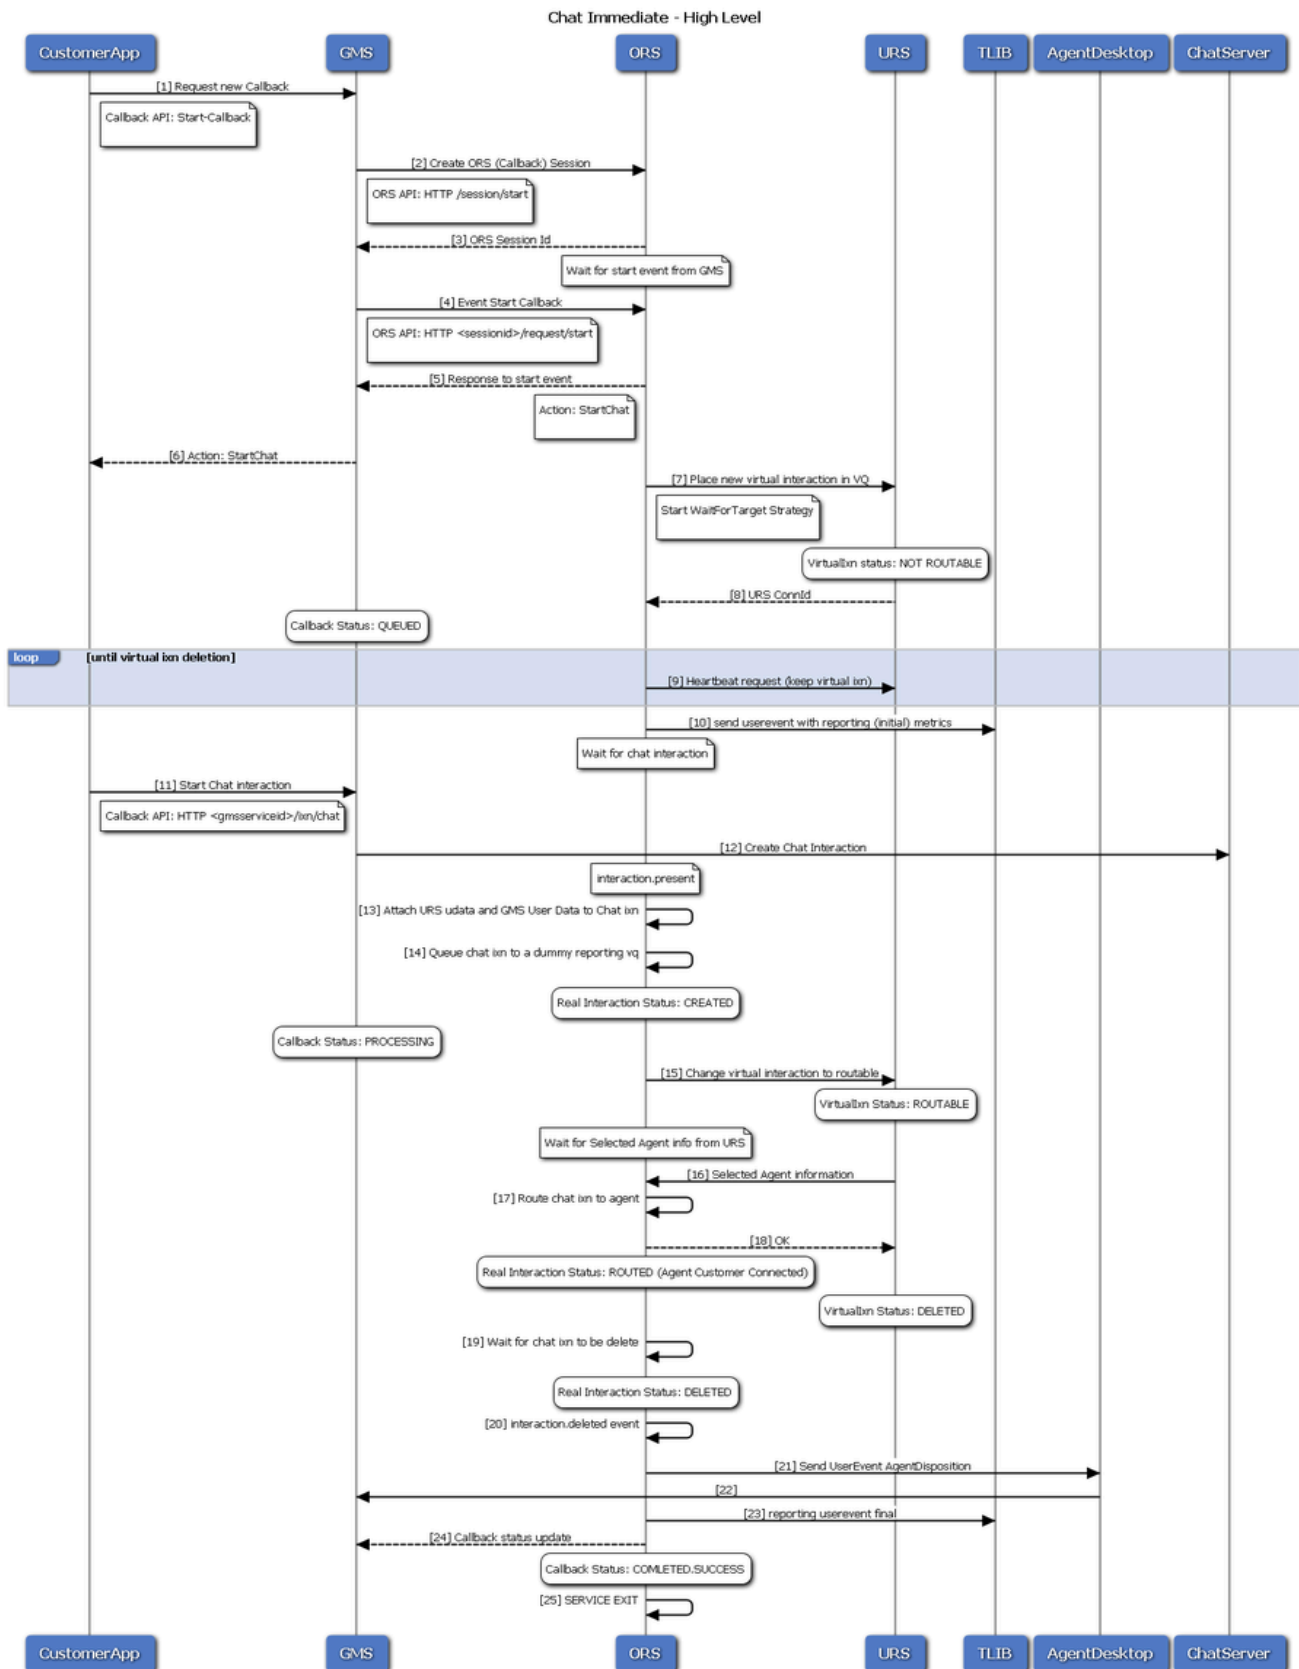 Chat Immediate - High Level
CustomerApp
GMS
ORS
URS
TLIB
AgentDesktop
ChatServer
[1] Request new Callback
Callback API: Start-Callback
[2] Create ORS (Callback) Session
ORS API: HTTP /session/start
[3] ORS Session Id
Wait for start event from GMS
[4] Event Start Callback
ORS API: HTTP <sessionid>/request/start
[5] Response to start event
Action: StartChat
[6] Action: StartChat
[7] Place new virtual interaction in VQ
Start WaitForTarget Strategy
VirtualIxn status: NOT ROUTABLE
[8] URS ConnId
Callback Status: QUEUED
loop
[until virtual ixn deletion]
[9] Heartbeat request (keep virtual ixn)
[10] send userevent with reporting (initial) metrics
Wait for chat interaction
[11] Start Chat interaction
Callback API: HTTP <gmsserviceid>/ixn/chat
[12] Create Chat Interaction
interaction.present
[13] Attach URS udata and GMS User Data to Chat ixn
[14] Queue chat ixn to a dummy reporting vq
Real Interaction Status: CREATED
Callback Status: PROCESSING
[15] Change virtual interaction to routable
VirtualIxn Status: ROUTABLE
Wait for Selected Agent info from URS
[16] Selected Agent information
[17] Route chat ixn to agent
[18] OK
Real Interaction Status: ROUTED (Agent Customer Connected)
VirtualIxn Status: DELETED
[19] Wait for chat ixn to be delete
Real Interaction Status: DELETED
[20] interaction.deleted event
[21] Send UserEvent AgentDisposition
[22]
[23] reporting userevent final
[24] Callback status update
Callback Status: COMLETED.SUCCESS
[25] SERVICE EXIT
CustomerApp
GMS
ORS
URS
TLIB
AgentDesktop
ChatServer